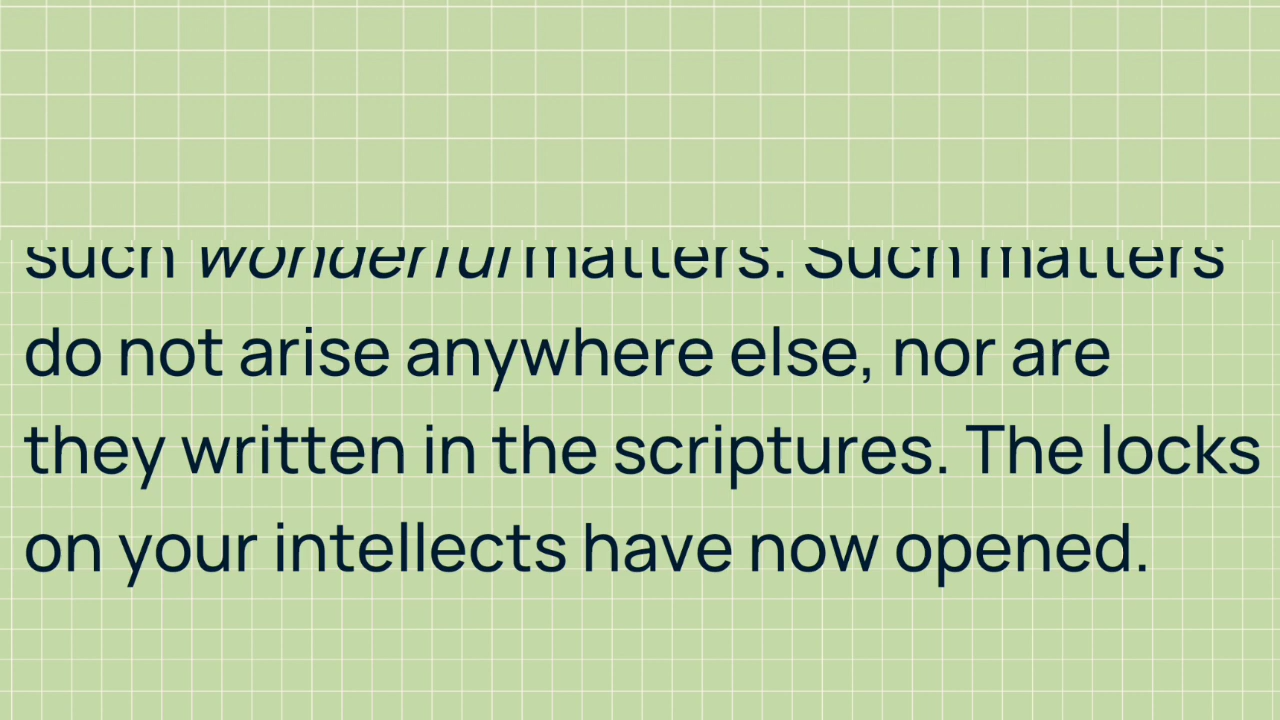 such wonderful matters. Such matters
do not arise anywhere else, nor are
they written in the scriptures. The locks
on your intellects have now opened.